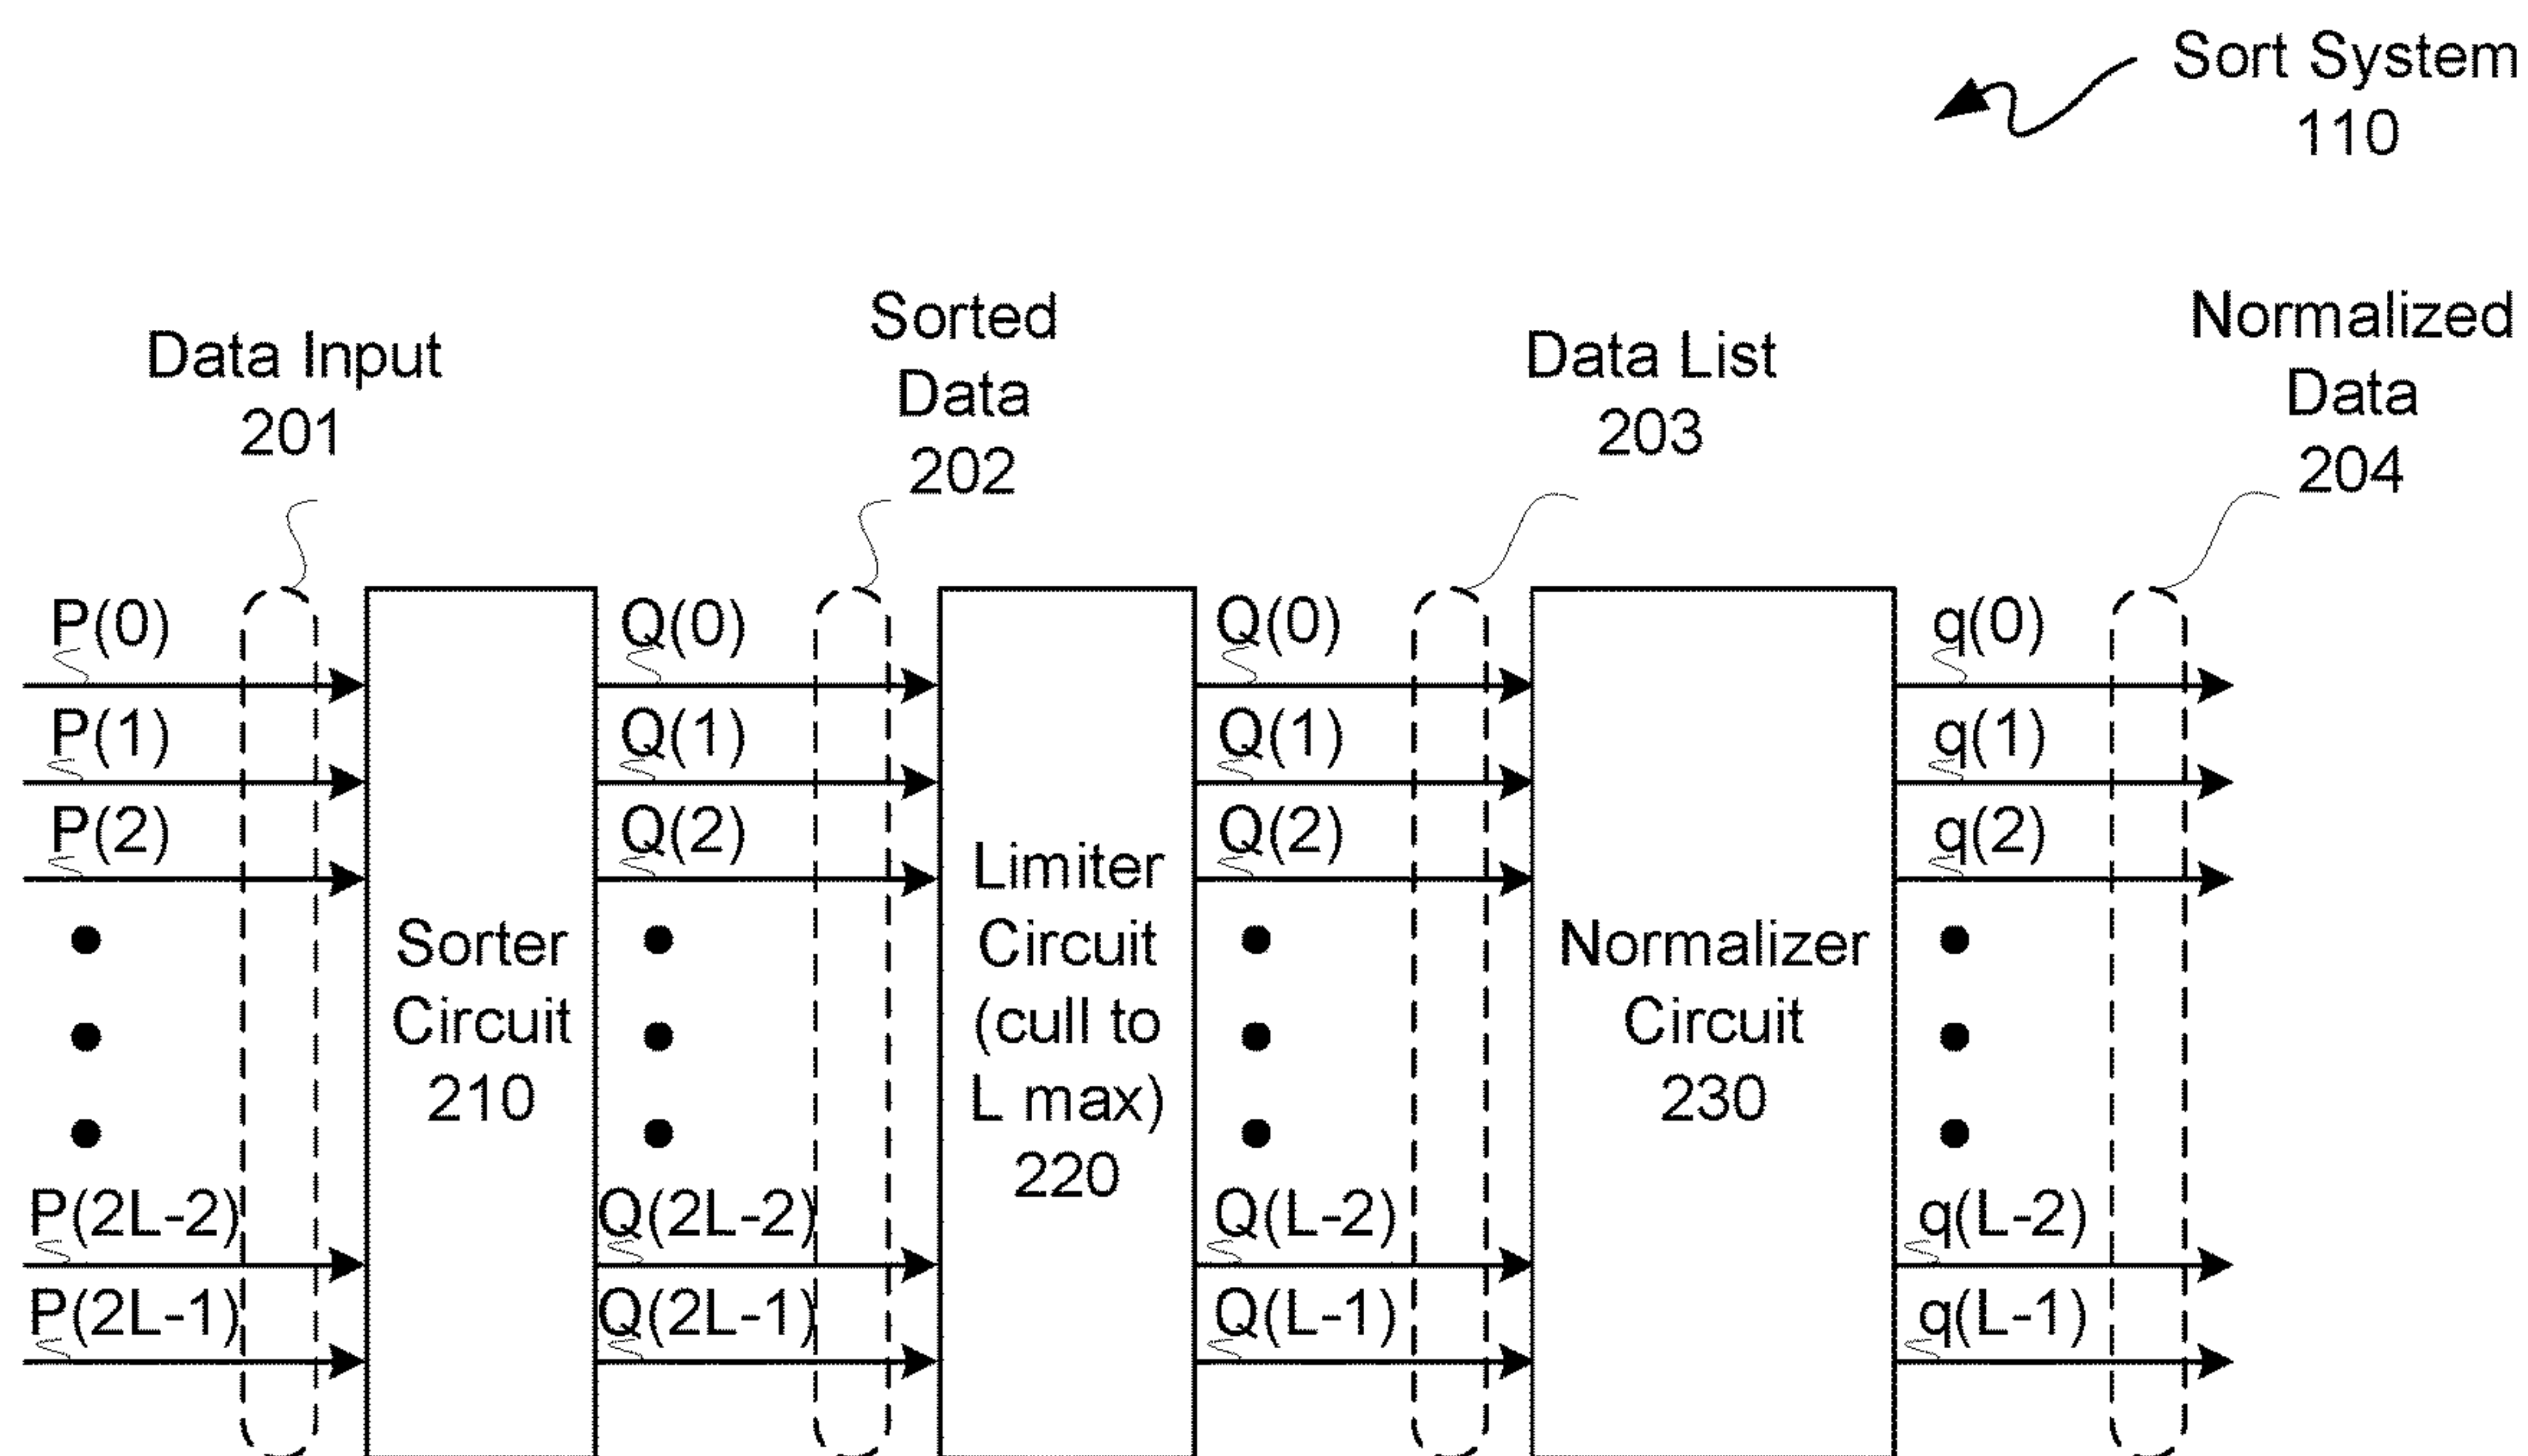 Sort System
110
Data Input
201
Sorted
Data
202
Data List
203
Normalized
Data
204
P(0)
P(1)
P(2)
P(2L-2)
P(2L-1)
Sorter
Circuit
210
Q(0)
Q(1)
Q(2)
Q(2L-2)
Q(2L-1)
Limiter
Circuit
(cull to
L max)
220
Q(0)
Q(1)
Q(2)
Q(L-2)
Q(L-1)
Normalizer
Circuit
230
q(0)
q(1)
q(2)
q(L-2)
q(L-1)